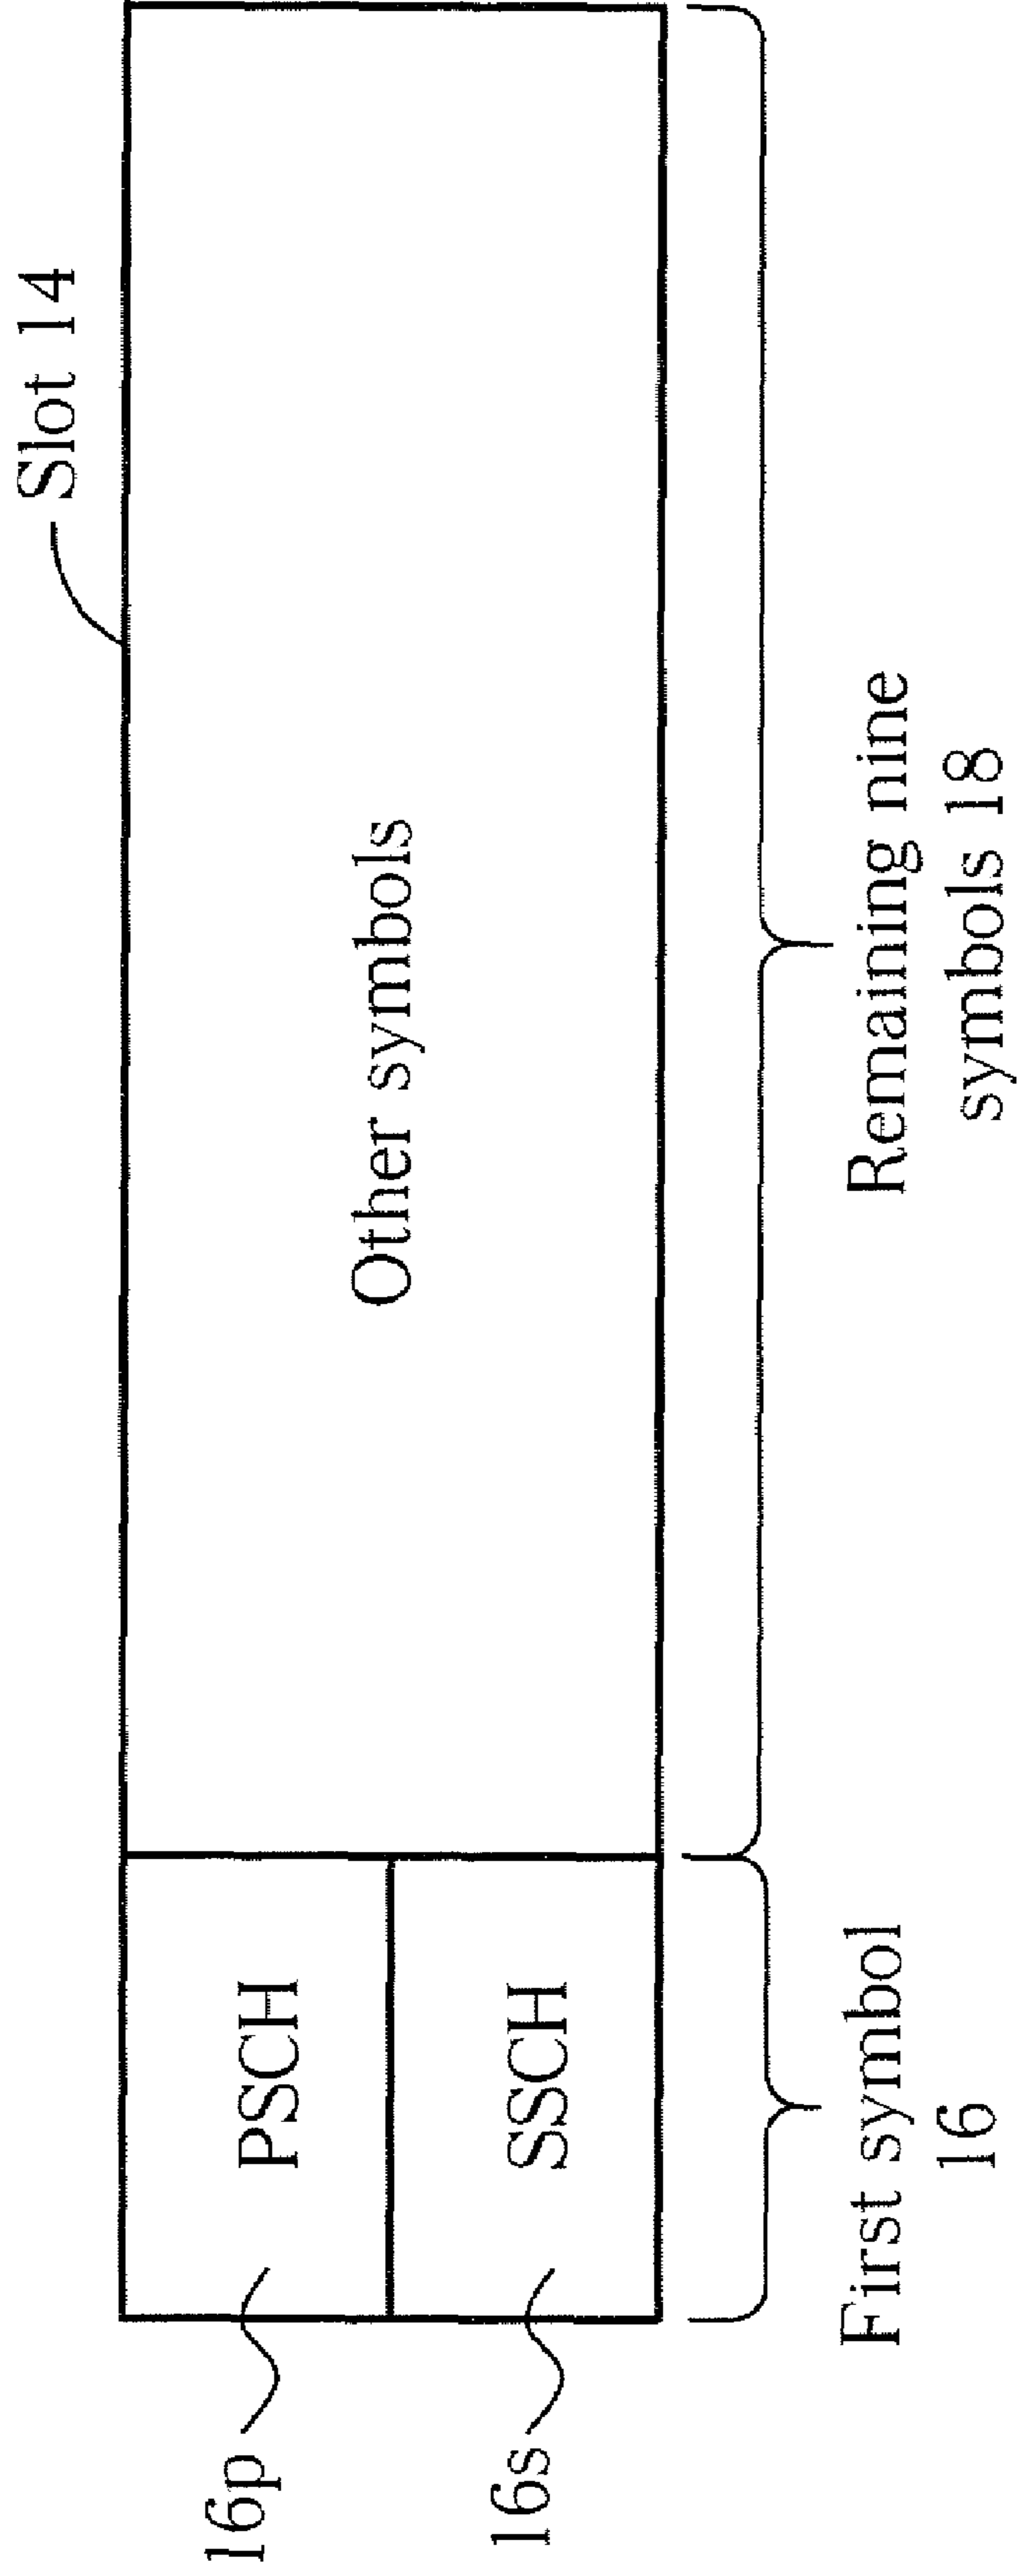 Slot 14
16p
PSCH
Other symbols
16s
SSCH
First symbol
16
Remaining nine
symbols 18